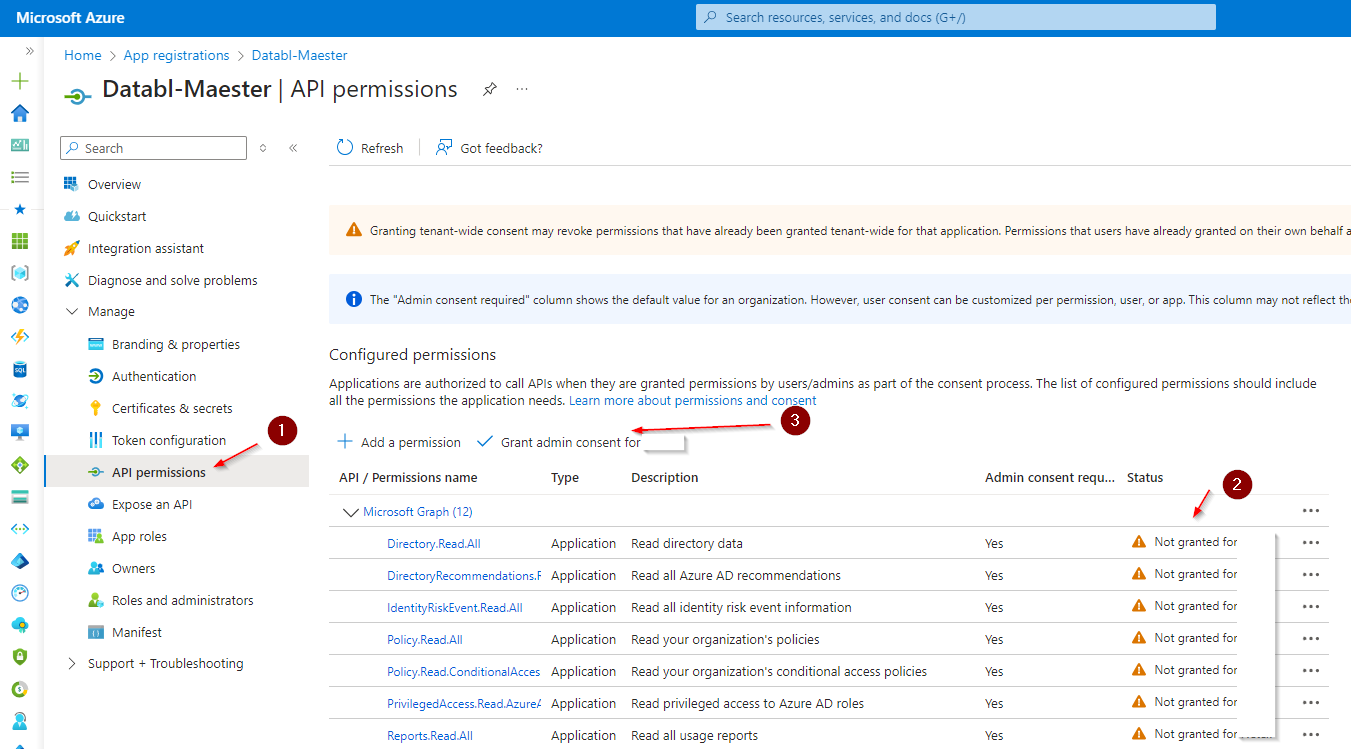 Microsoft Azure
Search resources, services, and docs (G+/)
Home > App registrations > Databl-Maester
Databl-Maester | API permissions
Search
Refresh
Got feedback?
Overview
Quickstart
Integration assistant
Diagnose and solve problems
Manage
Branding & properties
Authentication
Certificates & secrets
Token configuration
API permissions
Expose an API
App roles
Owners
Roles and administrators
Manifest
Support + Troubleshooting
1
Granting tenant-wide consent may revoke permissions that have already been granted tenant-wide for that application. Permissions that users have already granted on their own behalf a
The "Admin consent required" column shows the default value for an organization. However, user consent can be customized per permission, user, or app. This column may not reflect the
Configured permissions
Applications are authorized to call APIs when they are granted permissions by users/admins as part of the consent process. The list of configured permissions should include
all the permissions the application needs. Learn more about permissions and consent
3
Add a permission Grant admin consent for
API / Permissions name Type Description Admin consent requ... Status
2
Microsoft Graph (12)
Directory.Read.All Application Read directory data Yes Not granted for
DirectoryRecommendations.R Application Read all Azure AD recommendations Yes Not granted for
IdentityRiskEvent.Read.All Application Read all identity risk event information Yes Not granted for
Policy.Read.All Application Read your organization's policies Yes Not granted for
Policy.Read.ConditionalAcces Application Read your organization's conditional access policies Yes Not granted for
PrivilegedAccess.Read.AzureA Application Read privileged access to Azure AD roles Yes Not granted for
Reports.Read.All Application Read all usage reports Yes Not granted for